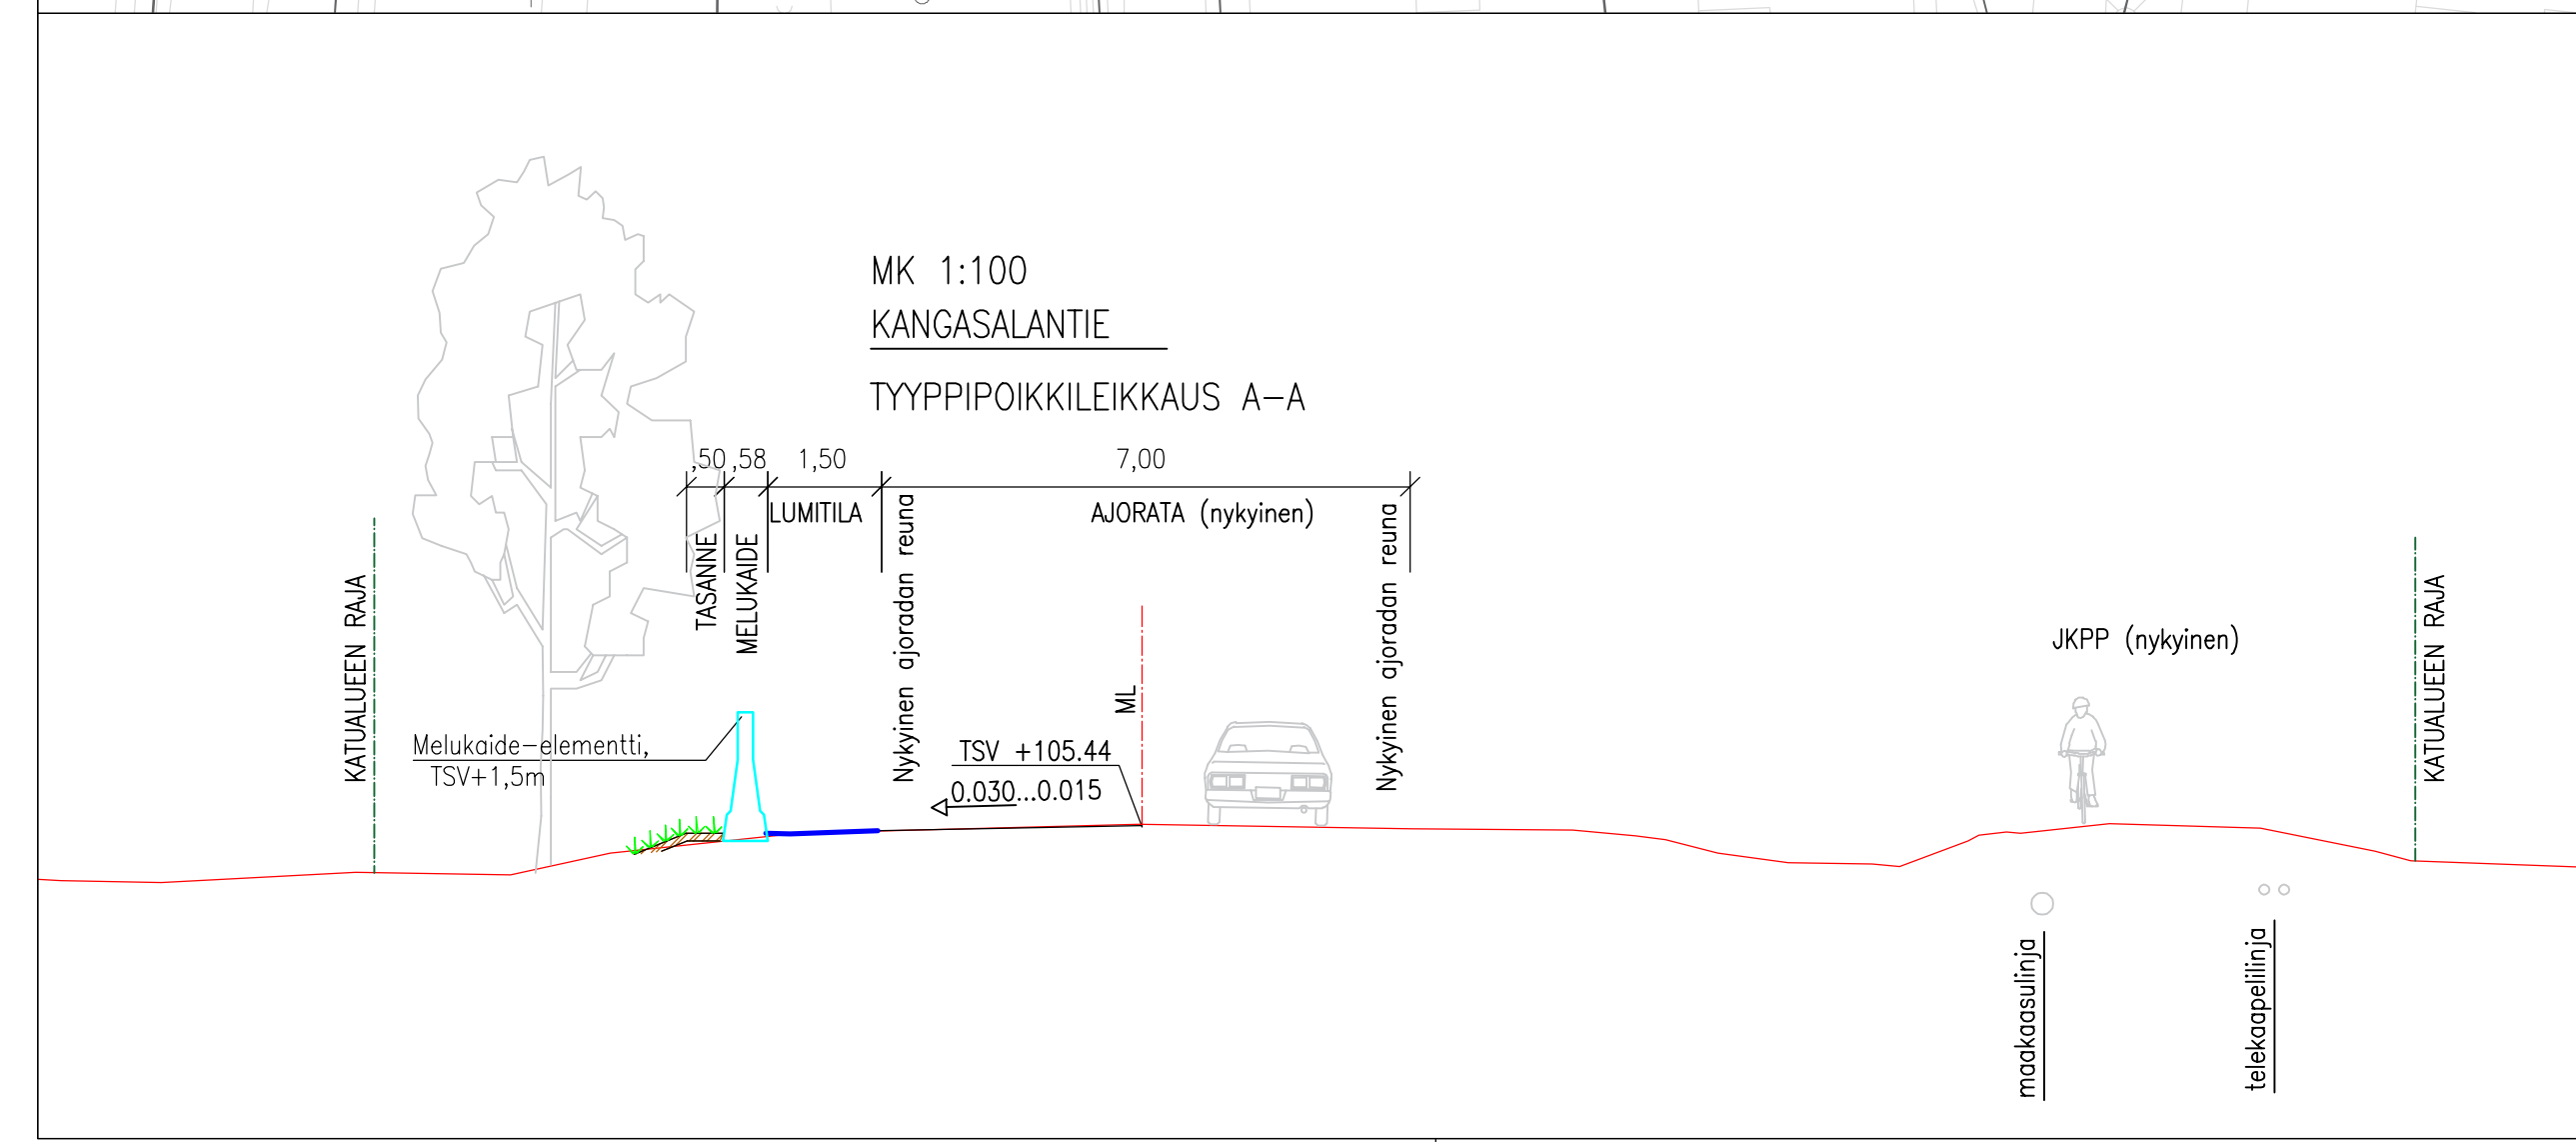 MK 1:100
KANGASALANTIE
TYYPPIPOIKKILEIKKAUS A-A
,50 ,58 1,50 7,00
LUMITILA AJORATA (nykyinen)
TASANNE
MELUKAIDE
Nykyinen ajoradan reuna
Nykyinen ajoradan reuna
KATUALUEEN RAJA
KATUALUEEN RAJA
JKPP (nykyinen)
ML
Melukaide-elementti,
TSV+1,5m
TSV +105.44
0.030...0.015
maakaasulinja
telekaapelilinja